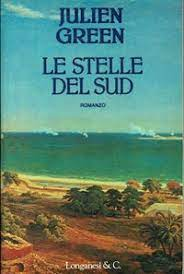 JULIEN
GREEN
LE STELLE
DEL SUD
ROMANZO
Longanesi & C.